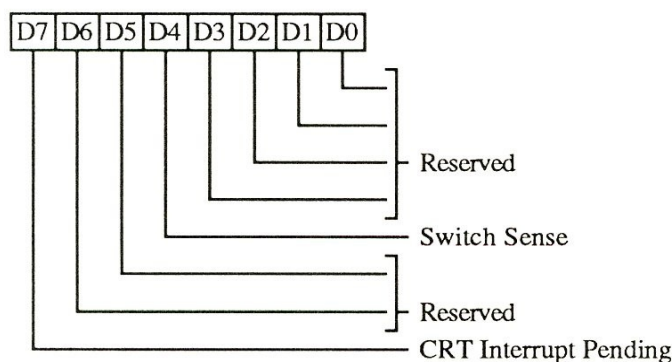 D7 D6 D5 D4 D3 D2 D1 D0
Reserved
Switch Sense
Reserved
CRT Interrupt Pending